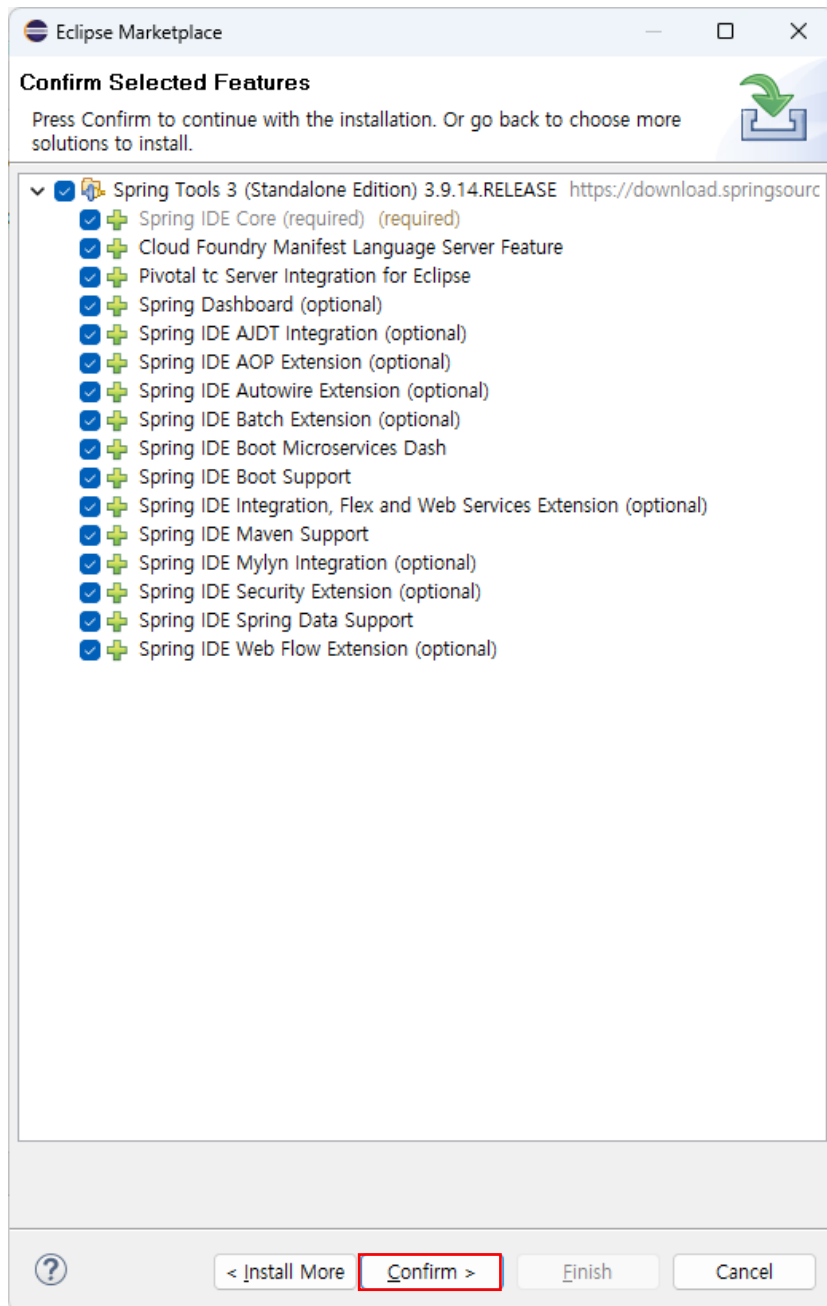 Eclipse Marketplace
Confirm Selected Features
Press Confirm to continue with the installation. Or go back to choose more
solutions to install.
Spring Tools 3 (Standalone Edition) 3.9.14.RELEASE https://download.springsourc
Spring IDE Core (required) (required)
Cloud Foundry Manifest Language Server Feature
Pivotal tc Server Integration for Eclipse
Spring Dashboard (optional)
Spring IDE AJDT Integration (optional)
Spring IDE AOP Extension (optional)
Spring IDE Autowire Extension (optional)
Spring IDE Batch Extension (optional)
Spring IDE Boot Microservices Dash
Spring IDE Boot Support
Spring IDE Integration, Flex and Web Services Extension (optional)
Spring IDE Maven Support
Spring IDE Mylyn Integration (optional)
Spring IDE Security Extension (optional)
Spring IDE Spring Data Support
Spring IDE Web Flow Extension (optional)
? < Install More Confirm > Finish Cancel